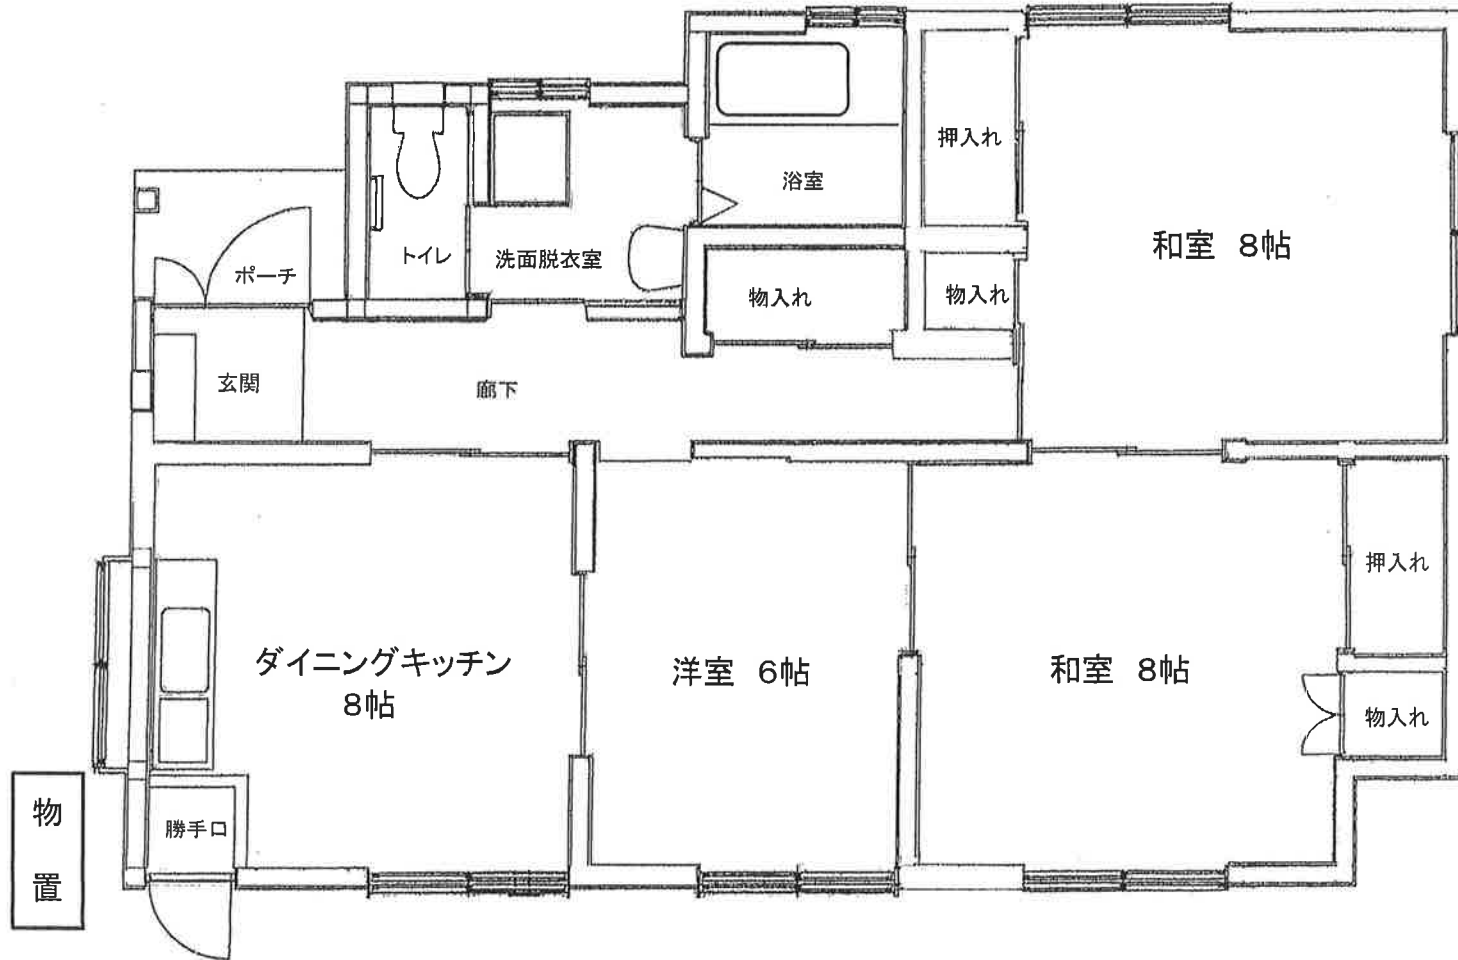 押入れ
浴室
和室 8帖
トイレ
洗面脱衣室
ポーチ
物入れ
物入れ
玄関
廊下
押入れ
ダイニングキッチン
8帖
洋室 6帖
和室 8帖
物入れ
勝手口
物
置